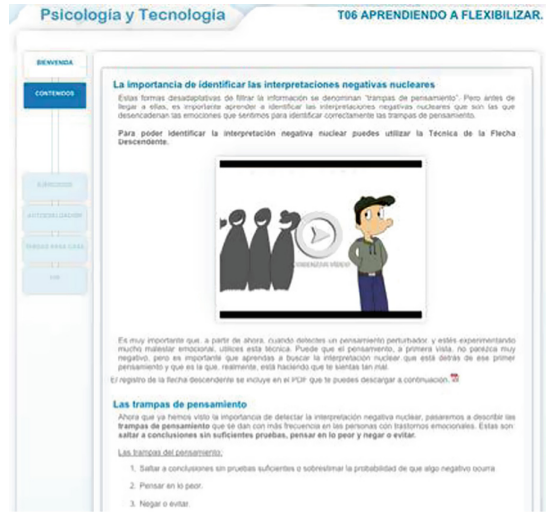 Psicología y Tecnología
T06 APRENDIENDO A FLEXIBILIZAR.
BIENVENIDA
CONTENIDOS
EJERCICIOS
AUTOEVALUACIÓN
TAREAS PARA CASA
FIN
La importancia de identificar las interpretaciones negativas nucleares
Estas formas desadaptativas de filtrar la información se denominan "trampas de pensamiento". Pero antes de
llegar a ellas, es importante aprender a identificar las interpretaciones negativas nucleares que son las que
desencadenan las emociones que sentimos para identificar correctamente las trampas de pensamiento.
Para poder identificar la interpretación negativa nuclear puedes utilizar la Técnica de la Flecha
Descendente.
COMENZAR VÍDEO
Es muy importante que, a partir de ahora, cuando detectes un pensamiento perturbador, y estés experimentando
mucho malestar emocional, utilices esta técnica. Puede que el pensamiento, a primera vista, no parezca muy
negativo, pero es importante que aprendas a buscar la interpretación nuclear que está detrás de ese primer
pensamiento y que es la que, realmente, está haciendo que te sientas tan mal.
El registro de la flecha descendente se incluye en el PDF que te puedes descargar a continuación.
Las trampas de pensamiento
Ahora que ya hemos visto la importancia de detectar la interpretación negativa nuclear, pasaremos a describir las
trampas de pensamiento que se dan con más frecuencia en las personas con trastornos emocionales. Estas son:
saltar a conclusiones sin suficientes pruebas, pensar en lo peor y negar o evitar.
Las trampas del pensamiento:
1. Saltar a conclusiones sin pruebas suficientes o sobrestimar la probabilidad de que algo negativo ocurra
2. Pensar en lo peor.
3. Negar o evitar.